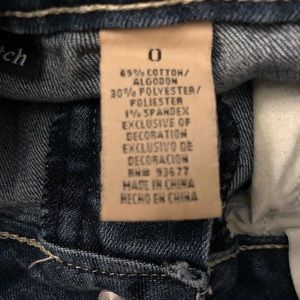 tch
0
69% COTTON/
ALGODON
30% POLYESTER/
POLIESTER
1% SPANDEX
EXCLUSIVE OF
DECORATION
EXCLUSIVO DE
DECORACION
RN# 93677
MADE IN CHINA
HECHO EN CHINA